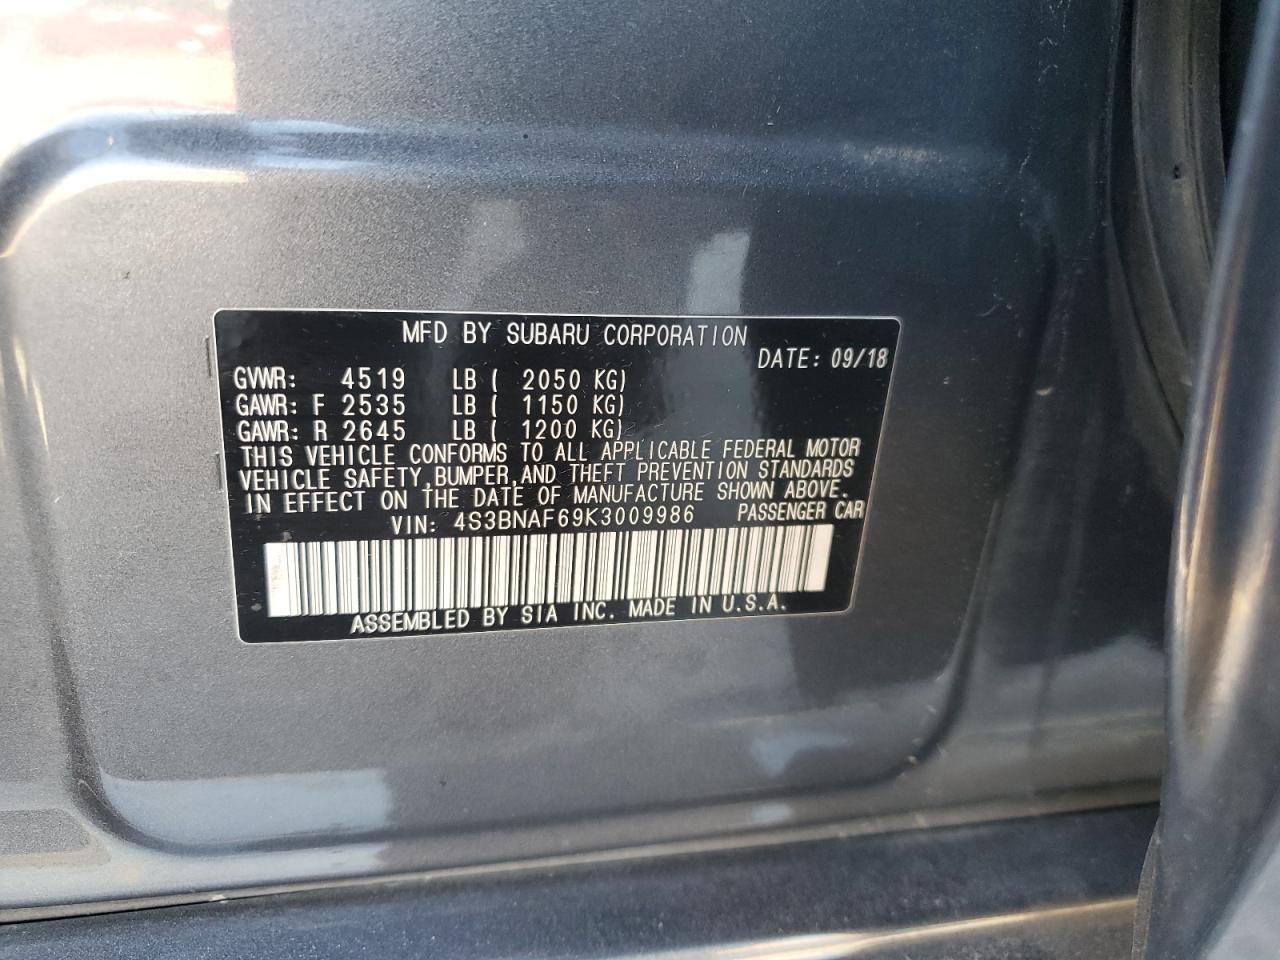 MFD BY SUBARU CORPORATION
DATE: 09/18
GVWR: 4519 LB ( 2050 KG)
GAWR: F 2535 LB ( 1150 KG)
GAWR: R 2645 LB ( 1200 KG)
THIS VEHICLE CONFORMS TO ALL APPLICABLE FEDERAL MOTOR
VEHICLE SAFETY, BUMPER, AND THEFT PREVENTION STANDARDS
IN EFFECT ON THE DATE OF MANUFACTURE SHOWN ABOVE.
VIN: 4S3BNAF69K3009986 PASSENGER CAR
ASSEMBLED BY SIA INC. MADE IN U.S.A.